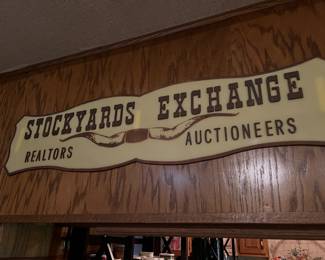 STOCKYARDS EXCHANGE
REALTORS AUCTIONEERS